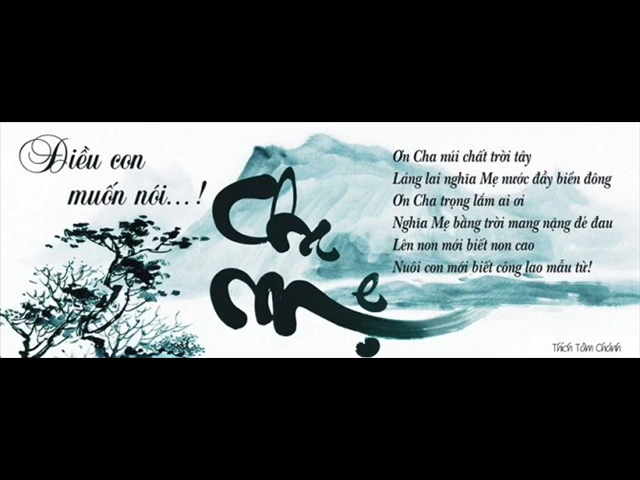 Điều con
muốn nói...!
Cha
Mẹ
Ơn Cha núi chất trời tây
Láng lai nghĩa Mẹ mước đầy biển đông
Ơn Cha trọng lắm ai ơi
Nghĩa Mẹ bằng trời mang nặng đẻ đau
Lên non mới biết non cao
Nuôi con mới biết công lao mẫu từ!
Thích Tâm Chánh